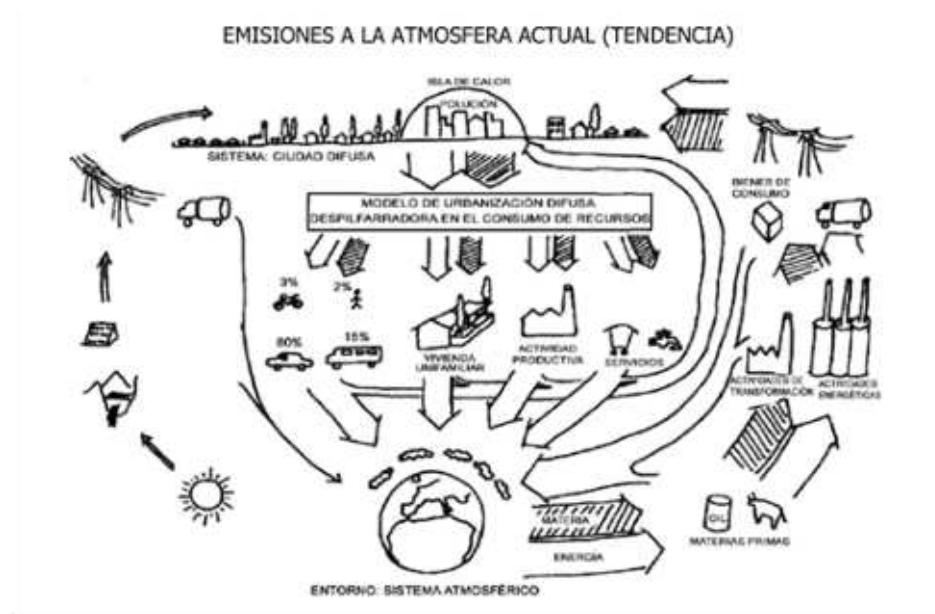 EMISIONES A LA ATMOSFERA ACTUAL (TENDENCIA)
ISLA DE CALOR
POLUCIÓN
SISTEMA: CIUDAD DIFUSA
MODELO DE URBANIZACIÓN DIFUSA
DESPILFARRADORA EN EL CONSUMO DE RECURSOS
BIENES DE
CONSUMO
3%
2%
80%
15%
VIVIENDA
UNIFAMILIAR
ACTIVIDAD
PRODUCTIVA
SERVICIOS
ACTIVIDADES DE
TRANSFORMACIÓN
ACTIVIDADES
ENERGÉTICAS
OIL
MATERIAS PRIMAS
MATERIA
ENERGÍA
ENTORNO: SISTEMA ATMOSFÉRICO